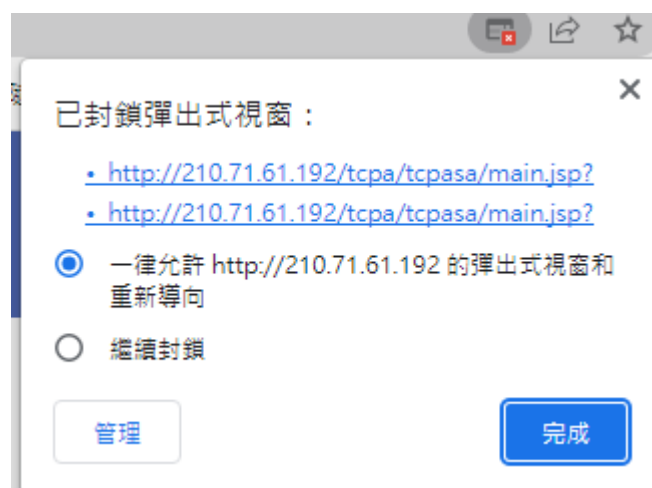 已封鎖彈出式視窗：
• http://210.71.61.192/tcpa/tcpasa/main.jsp?
• http://210.71.61.192/tcpa/tcpasa/main.jsp?
一律允許 http://210.71.61.192 的彈出式視窗和
重新導向
繼續封鎖
管理
完成